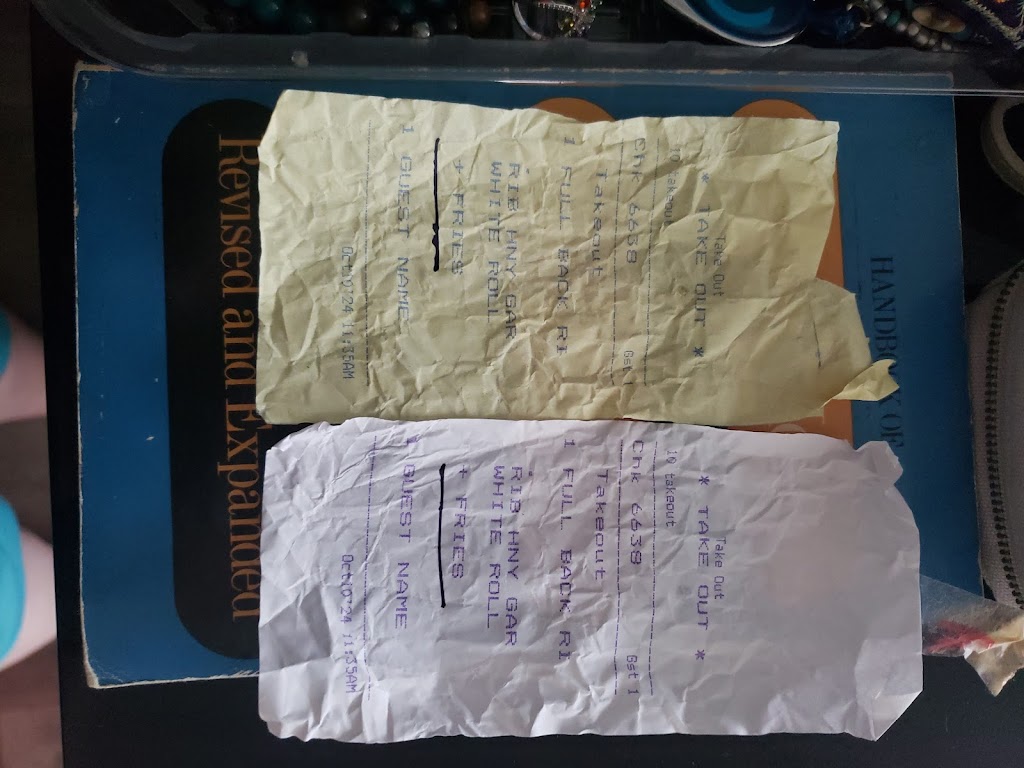 HANDBOOK OF
Take Out
* TAKE OUT *
10 takeout
Chk 6638 Gst 1
Takeout
1 FULL BACK RI
RIB HNY GAR
WHITE ROLL
+ FRIES
1 GUEST NAME
Oct10'24 11:35AM
Take Out
* TAKE OUT *
10 takeout
Chk 6638 Gst 1
Takeout
1 FULL BACK RI
RIB HNY GAR
WHITE ROLL
+ FRIES
1 GUEST NAME
Oct10'24 11:35AM
Revised and Expanded